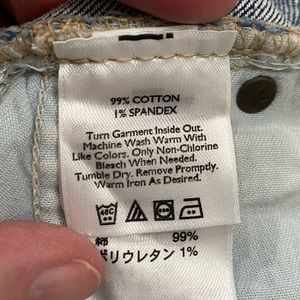 99% COTTON
1% SPANDEX
Turn Garment Inside Out.
Machine Wash Warm With
Like Colors. Only Non-Chlorine
Bleach When Needed.
Tumble Dry. Remove Promptly.
Warm Iron As Desired.
綿 99%
ポリウレタン 1%